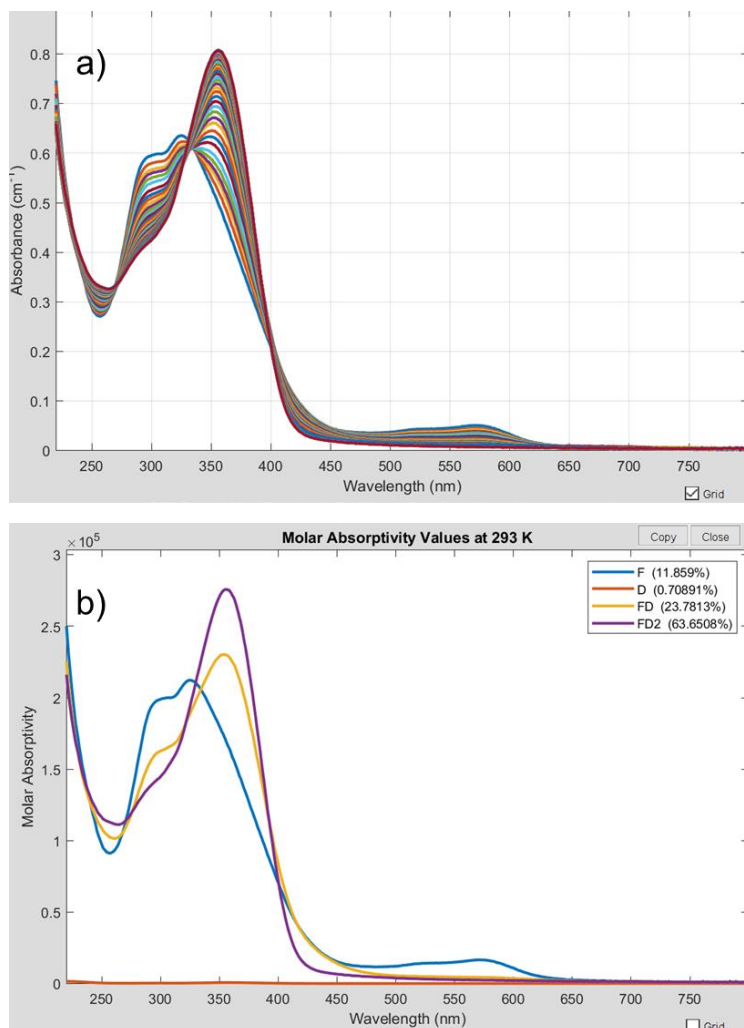 a)
0.8
0.7
0.6
0.5
0.4
0.3
0.2
0.1
0
Absorbance (cm⁻¹)
250 300 350 400 450 500 550 600 650 700 750
Wavelength (nm)
Grid
× 10⁵
Molar Absorptivity Values at 293 K
Copy Close
b)
F (11.859%)
D (0.70891%)
FD (23.7813%)
FD2 (63.6508%)
3
2.5
2
1.5
1
0.5
0
Molar Absorptivity
250 300 350 400 450 500 550 600 650 700 750
Wavelength (nm)
Grid